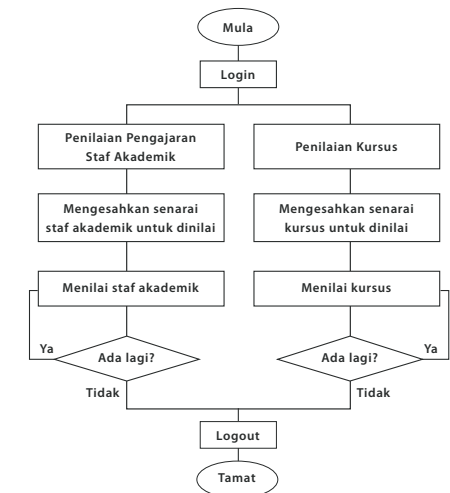 Mula
Login
Penilaian Pengajaran
Staf Akademik
Penilaian Kursus
Mengesahkan senarai
staf akademik untuk dinilai
Mengesahkan senarai
kursus untuk dinilai
Menilai staf akademik
Menilai kursus
Ya
Ada lagi?
Ada lagi?
Ya
Tidak
Tidak
Logout
Tamat